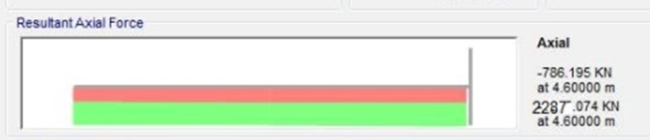 Resultant Axial Force
Axial
-786.195 KN
at 4.60000 m
2287.074 KN
at 4.60000 m